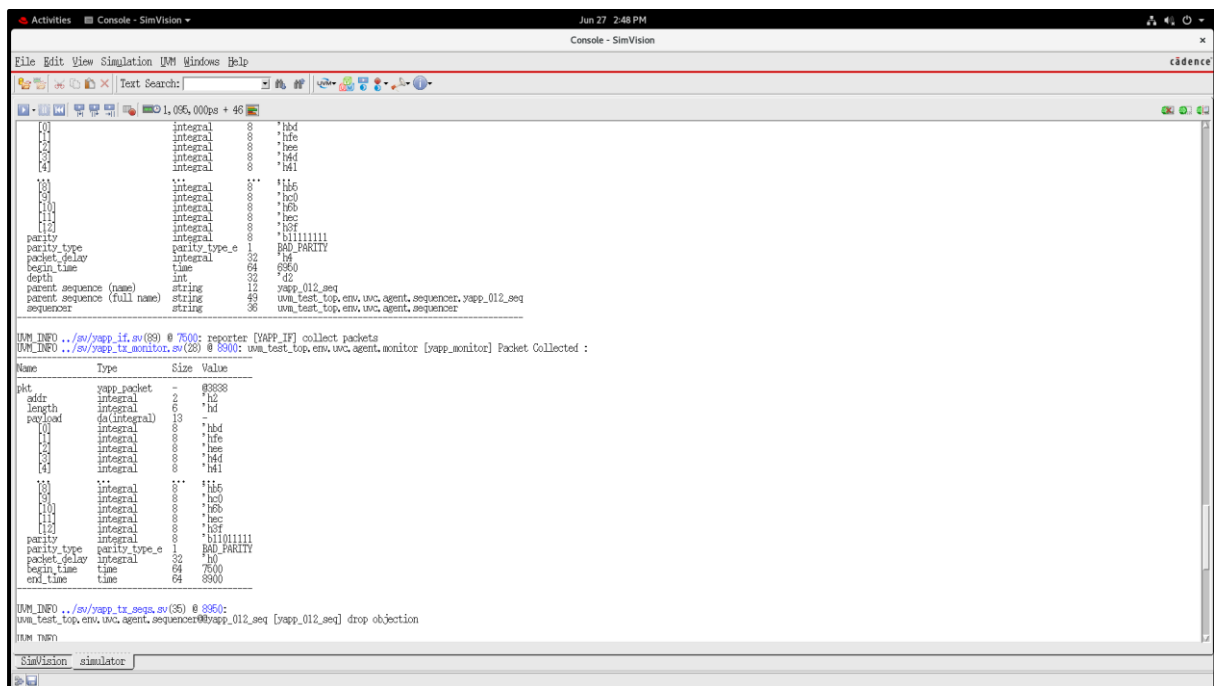 Activities Console - SimVision Jun 27 2:48 PM
Console - SimVision ×
File Edit View Simulation UVM Windows Help cādence
Text Search:
1,095,000ps + 46
[0] integral 8 'hbd
[1] integral 8 'hfe
[2] integral 8 'hee
[3] integral 8 'h4d
[4] integral 8 'h41
... ... ... ...
[8] integral 8 'hb5
[9] integral 8 'hc0
[10] integral 8 'h6b
[11] integral 8 'hec
[12] integral 8 'h3f
parity integral 8 'b11111111
parity_type parity_type_e 1 BAD_PARITY
packet_delay integral 32 'h4
begin_time time 64 6950
depth int 32 'd2
parent sequence (name) string 12 yapp_012_seq
parent sequence (full name) string 49 uvm_test_top.env.uvc.agent.sequencer.yapp_012_seq
sequencer string 36 uvm_test_top.env.uvc.agent.sequencer
UVM_INFO ../sv/yapp_if.sv(89) @ 7500: reporter [YAPP_IF] collect packets
UVM_INFO ../sv/yapp_tx_monitor.sv(28) @ 8900: uvm_test_top.env.uvc.agent.monitor [yapp_monitor] Packet Collected :
Name Type Size Value
pkt yapp_packet - @3838
addr integral 2 'h2
length integral 6 'hd
payload da(integral) 13 -
[0] integral 8 'hbd
[1] integral 8 'hfe
[2] integral 8 'hee
[3] integral 8 'h4d
[4] integral 8 'h41
... ... ... ...
[8] integral 8 'hb5
[9] integral 8 'hc0
[10] integral 8 'h6b
[11] integral 8 'hec
[12] integral 8 'h3f
parity integral 8 'b11011111
parity_type parity_type_e 1 BAD_PARITY
packet_delay integral 32 'h0
begin_time time 64 7500
end_time time 64 8900
UVM_INFO ../sv/yapp_tx_seqs.sv(35) @ 8950:
uvm_test_top.env.uvc.agent.sequencer@@yapp_012_seq [yapp_012_seq] drop objection
UVM_INFO
SimVision simulator